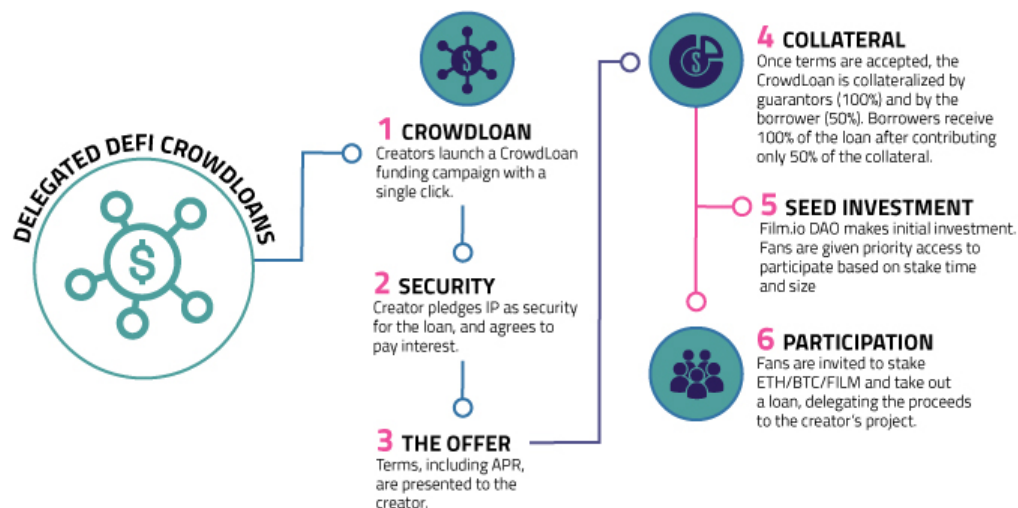 DELEGATED DEFI CROWDLOANS
$
$
1 CROWDLOAN
Creators launch a CrowdLoan
funding campaign with a
single click.
2 SECURITY
Creator pledges IP as security
for the loan, and agrees to
pay interest.
3 THE OFFER
Terms, including APR,
are presented to the
creator.
$
4 COLLATERAL
Once terms are accepted, the
CrowdLoan is collateralized by
guarantors (100%) and by the
borrower (50%). Borrowers receive
100% of the loan after contributing
only 50% of the collateral.
5 SEED INVESTMENT
Film.io DAO makes initial investment.
Fans are given priority access to
participate based on stake time
and size
6 PARTICIPATION
Fans are invited to stake
ETH/BTC/FILM and take out
a loan, delegating the proceeds
to the creator's project.